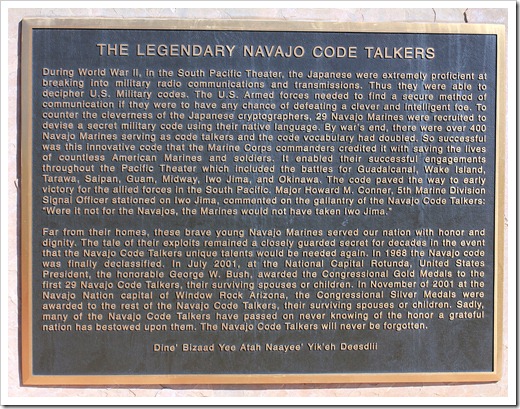 THE LEGENDARY NAVAJO CODE TALKERS
During World War II, in the South Pacific Theater, the Japanese were extremely proficient at
breaking into military radio communications and transmissions. Thus they were able to
decipher U.S. Military codes. The U.S. Armed forces needed to find a secure method of
communication if they were to have any chance of defeating a clever and intelligent foe. To
counter the cleverness of the Japanese cryptographers, 29 Navajo Marines were recruited to
devise a secret military code using their native language. By war's end, there were over 400
Navajo Marines serving as code talkers and the code vocabulary had doubled. So successful
was this innovative code that the Marine Corps commanders credited it with saving the lives
of countless American Marines and soldiers. It enabled their successful engagements
throughout the Pacific Theater which included the battles for Guadalcanal, Wake Island,
Tarawa, Saipan, Guam, Midway, Iwo Jima, and Okinawa. The code paved the way to early
victory for the allied forces in the South Pacific. Major Howard M. Conner, 5th Marine Division
Signal Officer stationed on Iwo Jima, commented on the gallantry of the Navajo Code Talkers:
"Were it not for the Navajos, the Marines would not have taken Iwo Jima."
Far from their homes, these brave young Navajo Marines served our nation with honor and
dignity. The tale of their exploits remained a closely guarded secret for decades in the event
that the Navajo Code Talkers unique talents would be needed again. In 1968 the Navajo code
was finally declassified. In July 2001, at the National Capital Rotunda, United States
President, the honorable George W. Bush, awarded the Congressional Gold Medals to the
first 29 Navajo Code Talkers, their surviving spouses or children. In November of 2001 at the
Navajo Nation capital of Window Rock Arizona, the Congressional Silver Medals were
awarded to the rest of the Navajo Code Talkers, their surviving spouses or children. Sadly,
many of the Navajo Code Talkers have passed on never knowing of the honor a grateful
nation has bestowed upon them. The Navajo Code Talkers will never be forgotten.
Dine' Bizaad Yee Atah Naayee' Yik'eh Deesdlii